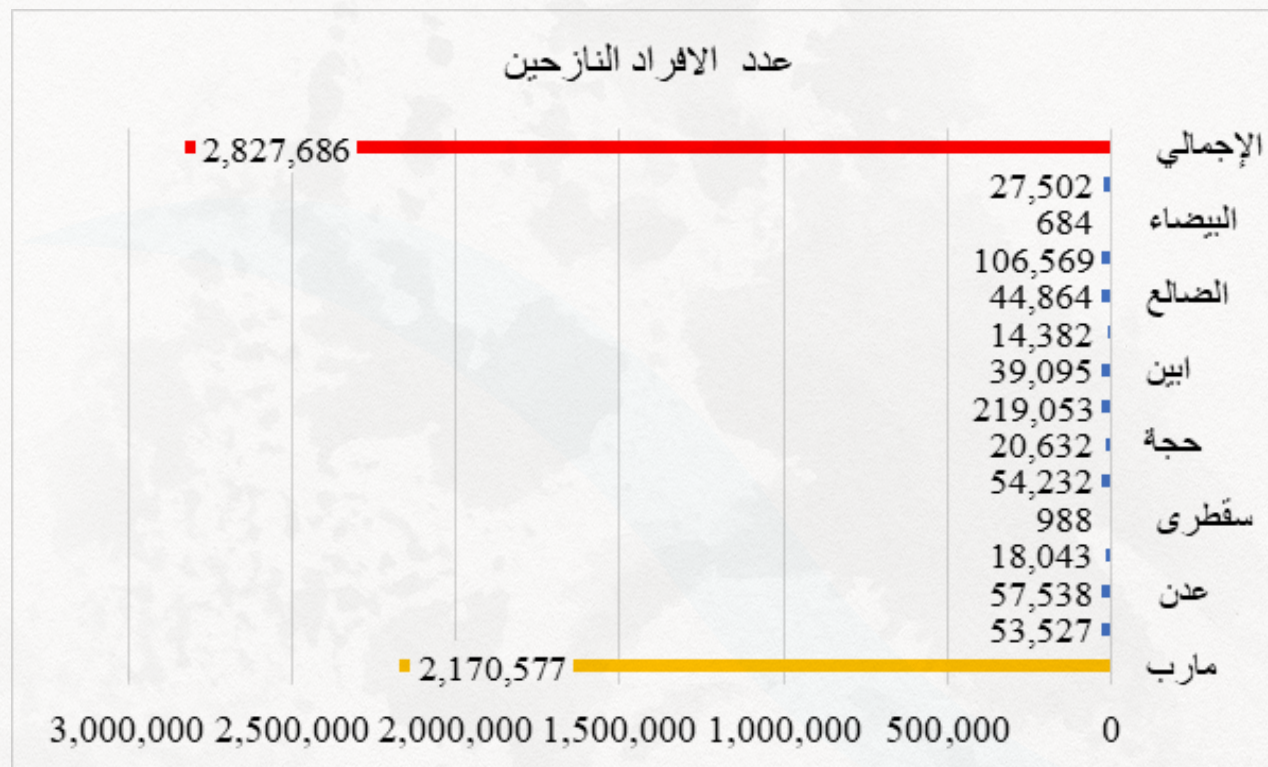 عدد الافراد النازحين
الإجمالي 2,827,686
27,502
البيضاء 684
106,569
الضالع 44,864
14,382
ابين 39,095
219,053
حجة 20,632
54,232
سقطرى 988
18,043
عدن 57,538
53,527
مارب 2,170,577
3,000,000 2,500,000 2,000,000 1,500,000 1,000,000 500,000 0